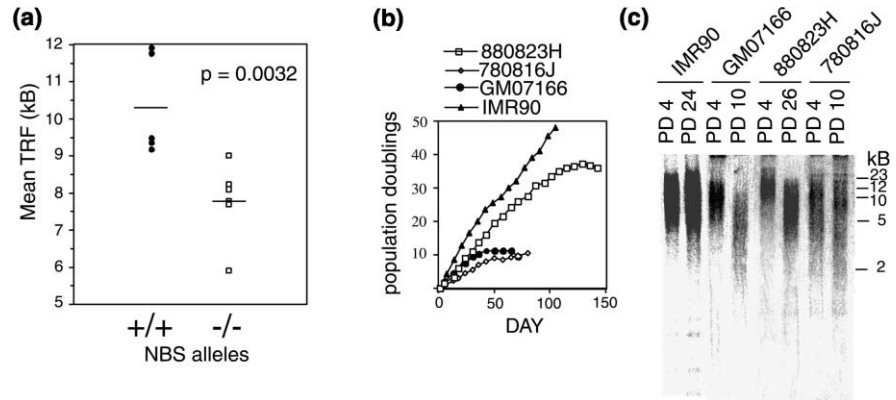 (a)
12
11
10
9
8
7
6
5
Mean TRF (kB)
p = 0.0032
+/+ -/-
NBS alleles
(b)
880823H
780816J
GM07166
IMR90
50
40
30
20
10
0 50 100 150
population doublings
DAY
(c)
IMR90 GM07166 880823H 780816J
PD 4 PD 24 PD 4 PD 10 PD 4 PD 26 PD 4 PD 10
kB
23
12
10
5
2